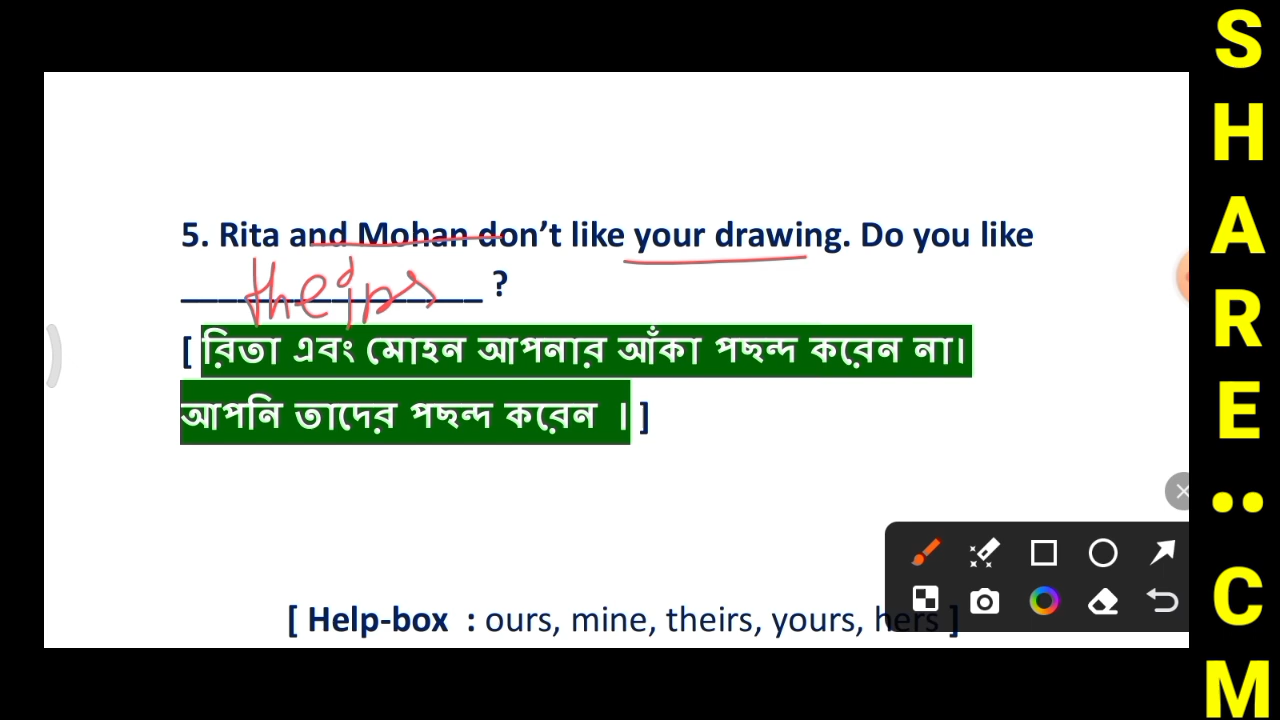 5. Rita and Mohan don’t like your drawing. Do you like
____________________ ?
theirs
[ রিতা এবং মোহন আপনার আঁকা পছন্দ করেন না।
আপনি তাদের পছন্দ করেন । ]
[ Help-box : ours, mine, theirs, yours, hers ]
SHARE··CM